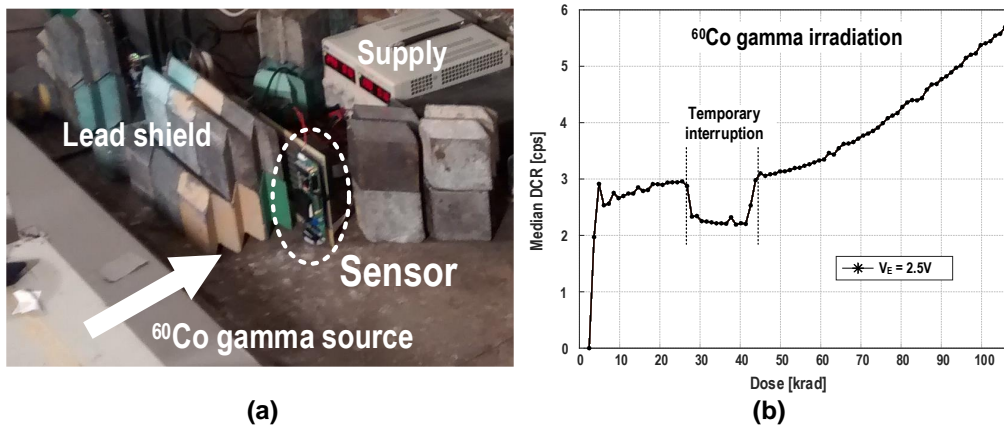 Supply
Lead shield
Sensor
⁶⁰Co gamma source
(a)
⁶⁰Co gamma irradiation
Temporary
interruption
V_E = 2.5V
Median DCR [cps]
6
5
4
3
2
1
0
0 10 20 30 40 50 60 70 80 90 100
Dose [krad]
(b)